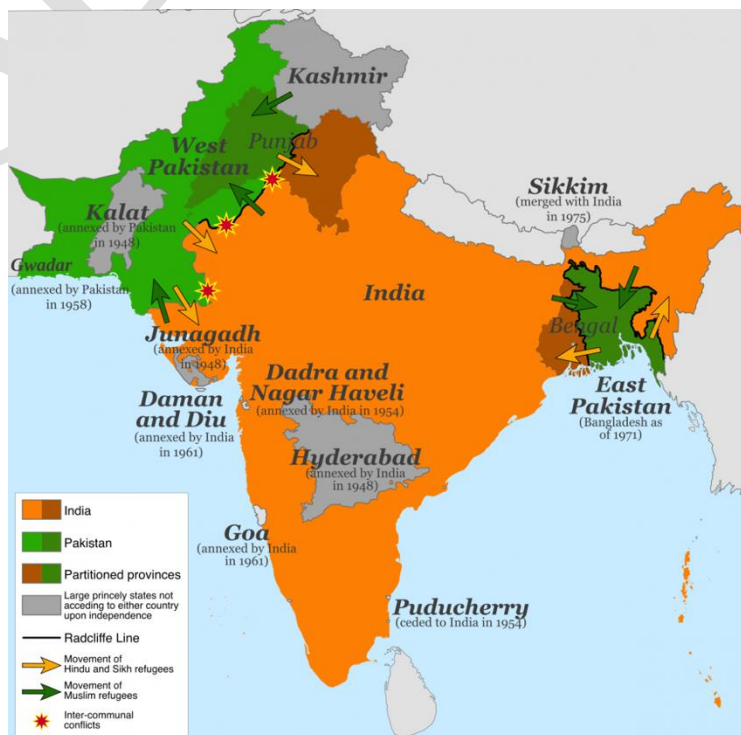 Kashmir
Punjab
West
Pakistan
Sikkim
(merged with India
in 1975)
Kalat
(annexed by Pakistan
in 1948)
Gwadar
(annexed by Pakistan
in 1958)
India
Bengal
Junagadh
(annexed by India
in 1948)
Dadra and
Nagar Haveli
(annexed by India in 1954)
Daman
and Diu
(annexed by India
in 1961)
East
Pakistan
(Bangladesh as
of 1971)
Hyderabad
(annexed by India
in 1948)
Goa
(annexed by India
in 1961)
Puducherry
(ceded to India in 1954)
India
Pakistan
Partitioned provinces
Large princely states not
acceding to either country
upon independence
Radcliffe Line
Movement of
Hindu and Sikh refugees
Movement of
Muslim refugees
Inter-communal
conflicts